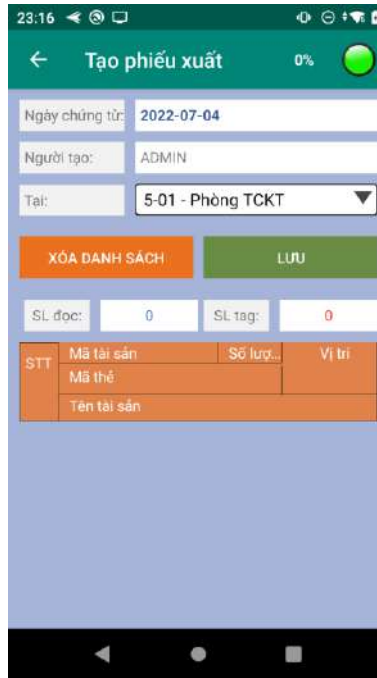 23:16
Tạo phiếu xuất 0%
Ngày chứng từ: 2022-07-04
Người tạo: ADMIN
Tại: 5-01 - Phòng TCKT
XÓA DANH SÁCH LƯU
SL đọc: 0 SL tag: 0
STT Mã tài sản Số lượ... Vị trí
Mã thẻ
Tên tài sản